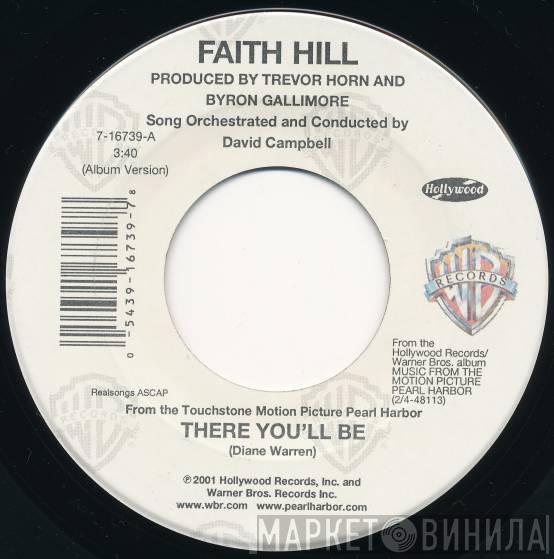 FAITH HILL
PRODUCED BY TREVOR HORN AND
BYRON GALLIMORE
Song Orchestrated and Conducted by
David Campbell
7-16739-A
3:40
(Album Version)
Hollywood
0 5439-16739-7 8
WB
RECORDS
From the
Hollywood Records/
Warner Bros. album
MUSIC FROM THE
MOTION PICTURE
PEARL HARBOR
(2/4-48113)
Realsongs ASCAP
From the Touchstone Motion Picture Pearl Harbor
THERE YOU'LL BE
(Diane Warren)
℗2001 Hollywood Records, Inc. and
Warner Bros. Records Inc.
www.wbr.com www.pearlharbor.com
МАРКЕТ ВИНИЛА